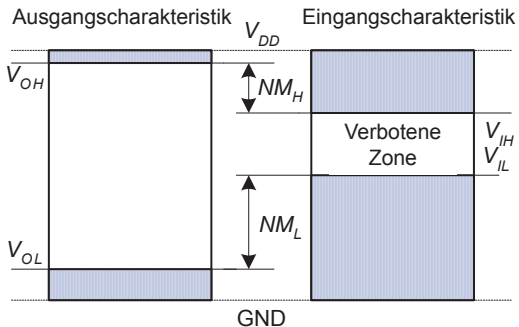 Ausgangscharakteristik
Eingangscharakteristik
V_DD
V_OH
NM_H
Verbotene
Zone
V_IH
V_IL
NM_L
V_OL
GND